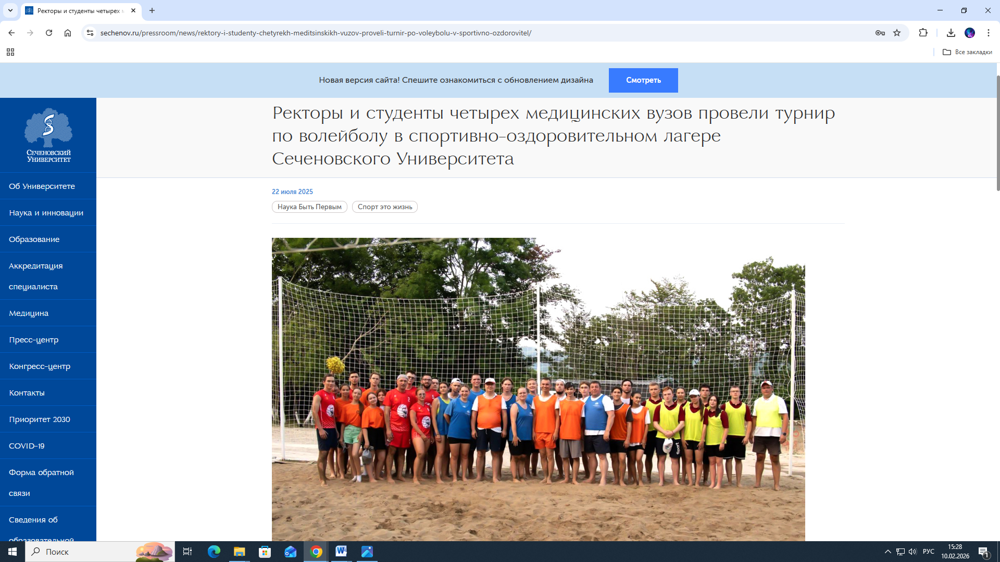 Ректоры и студенты четырех м
sechenov.ru/pressroom/news/rektory-i-studenty-chetyrekh-meditsinskikh-vuzov-proveli-turnir-po-voleybolu-v-sportivno-ozdorovitel/
Все закладки
Новая версия сайта! Спешите ознакомиться с обновлением дизайна
Смотреть
Сеченовский
Университет
Об Университете
Наука и инновации
Образование
Аккредитация
специалиста
Медицина
Пресс-центр
Конгресс-центр
Контакты
Приоритет 2030
COVID-19
Форма обратной
связи
Сведения об
образовательной
Ректоры и студенты четырех медицинских вузов провели турнир
по волейболу в спортивно-оздоровительном лагере
Сеченовского Университета
22 июля 2025
Наука Быть Первым
Спорт это жизнь
Sport
Поиск
РУС
15:28
10.02.2026
1